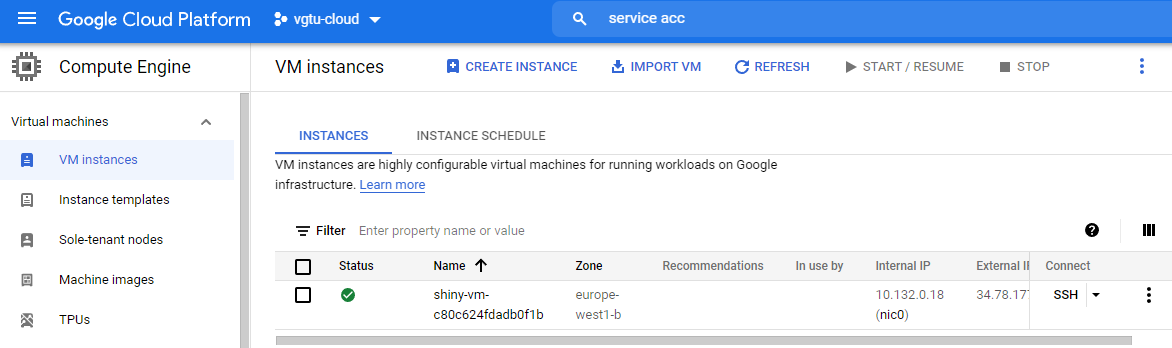 Google Cloud Platform vgtu-cloud service acc
Compute Engine VM instances CREATE INSTANCE IMPORT VM REFRESH START / RESUME STOP
Virtual machines
VM instances
Instance templates
Sole-tenant nodes
Machine images
TPUs
INSTANCES INSTANCE SCHEDULE
VM instances are highly configurable virtual machines for running workloads on Google
infrastructure. Learn more
Filter Enter property name or value
Status Name Zone Recommendations In use by Internal IP External Connect
shiny-vm- europe- 10.132.0.18 34.78.17 SSH
c80c624fdadb0f1b west1-b (nic0)